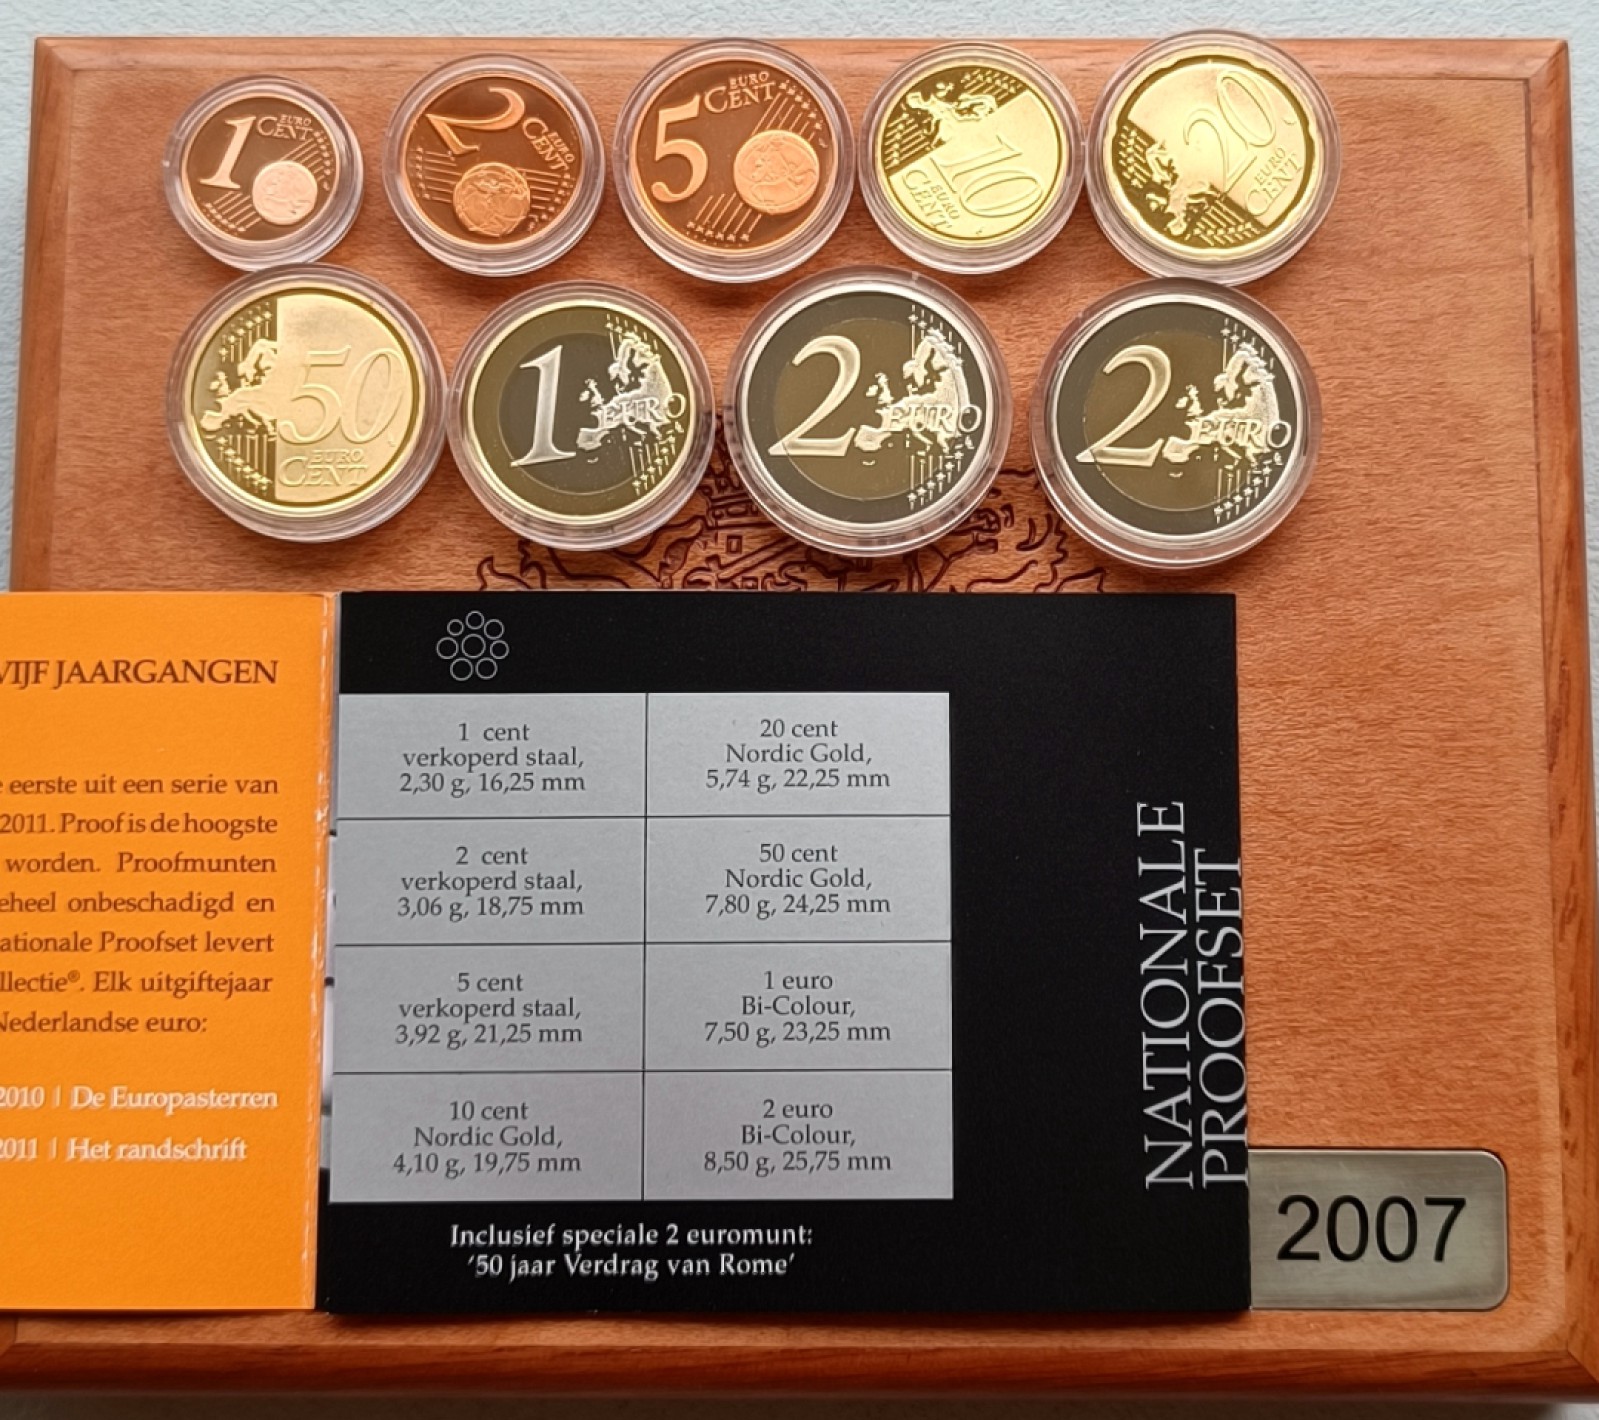 1 EURO CENT
2 EURO CENT
5 EURO CENT
10 EURO CENT
20 EURO CENT
50 EURO CENT
1 EURO
2 EURO
2 EURO
VIJF JAARGANGEN
eerste uit een serie van
2011. Proof is de hoogste
worden. Proofmunten
eheel onbeschadigd en
ationale Proofset levert
llectie®. Elk uitgiftejaar
Nederlandse euro:
2010 | De Europasterren
2011 | Het randschrift
1 cent
verkoperd staal,
2,30 g, 16,25 mm
20 cent
Nordic Gold,
5,74 g, 22,25 mm
2 cent
verkoperd staal,
3,06 g, 18,75 mm
50 cent
Nordic Gold,
7,80 g, 24,25 mm
5 cent
verkoperd staal,
3,92 g, 21,25 mm
1 euro
Bi-Colour,
7,50 g, 23,25 mm
10 cent
Nordic Gold,
4,10 g, 19,75 mm
2 euro
Bi-Colour,
8,50 g, 25,75 mm
Inclusief speciale 2 euromunt:
'50 jaar Verdrag van Rome'
NATIONALE
PROOFSET
2007